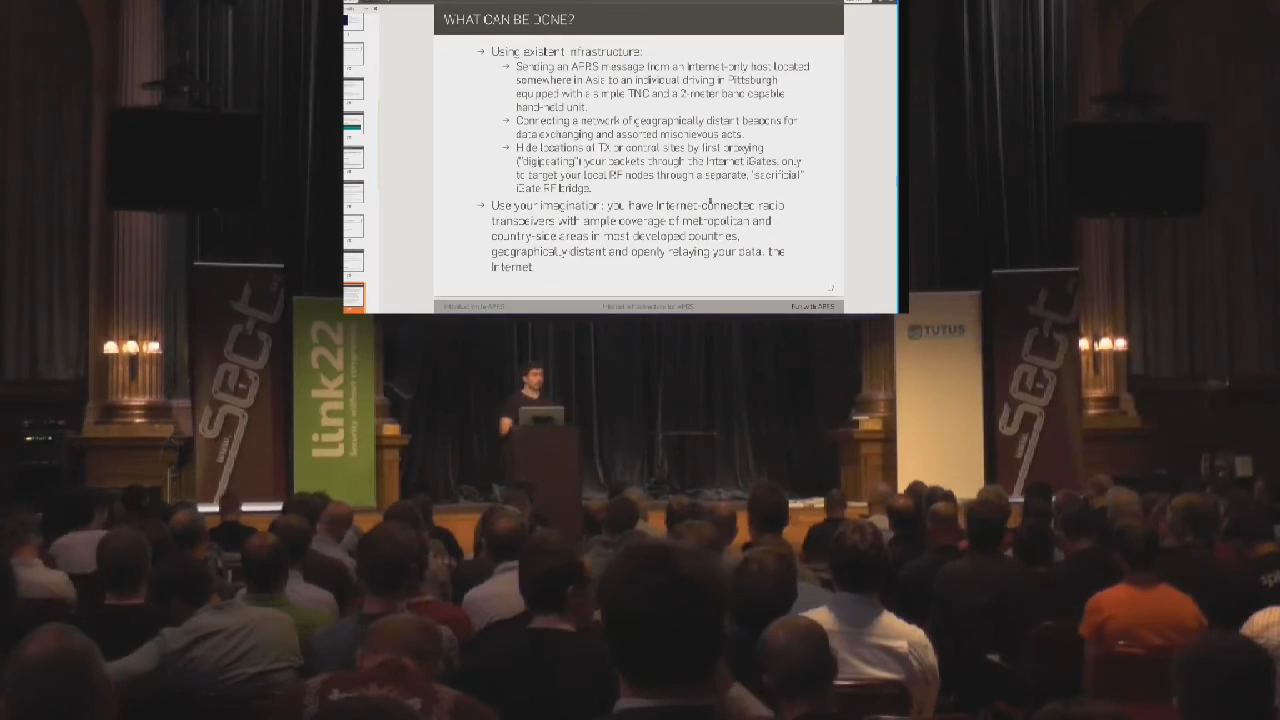 WHAT CAN BE DONE?
→ Using existent infrastructure:
→ Sending an APRS message from an Internet-only host located
somewhere in Asia to an individual driving in Pittsburgh
equipped with a simple TNC and a 2-meter band capable
hand-held unit.
→ Connecting a network of geographically distant beacons for
data exchanging and assorted mischievous acts.
→ Hide locations of TX or control sites by first proxying
"digipeating" your packets through the Internet iGate
to target your local RF nodes through a separate, "sacrificial"
iGate RF bridge.
→ Use your imagination: you have Internet-connected radio
transceivers with ample coverage of metropolitan and
country-side areas in most developed countries,
geographically distant and openly relaying your data, the
Internet
17
Introduction to APRS
Fun with APRS
link22
www.sec-t.
TUTUS
sec-t.